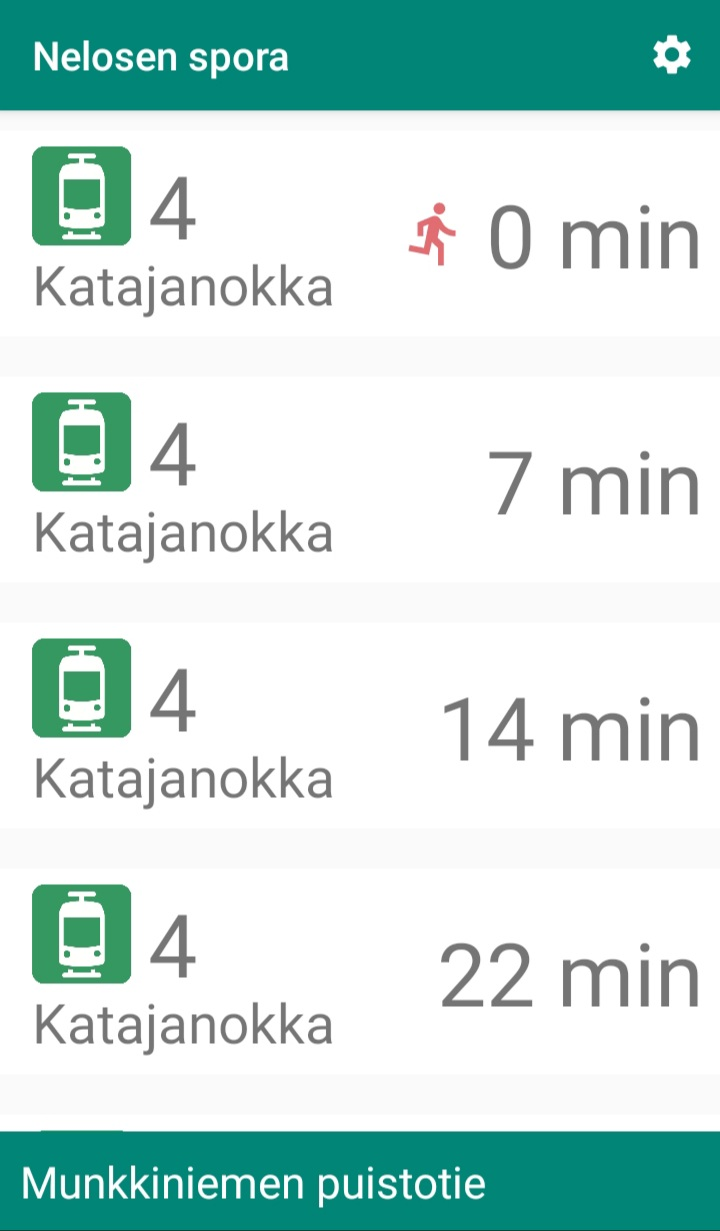 Nelosen spora
4
0 min
Katajanokka
4
7 min
Katajanokka
4
14 min
Katajanokka
4
22 min
Katajanokka
Munkkiniemen puistotie